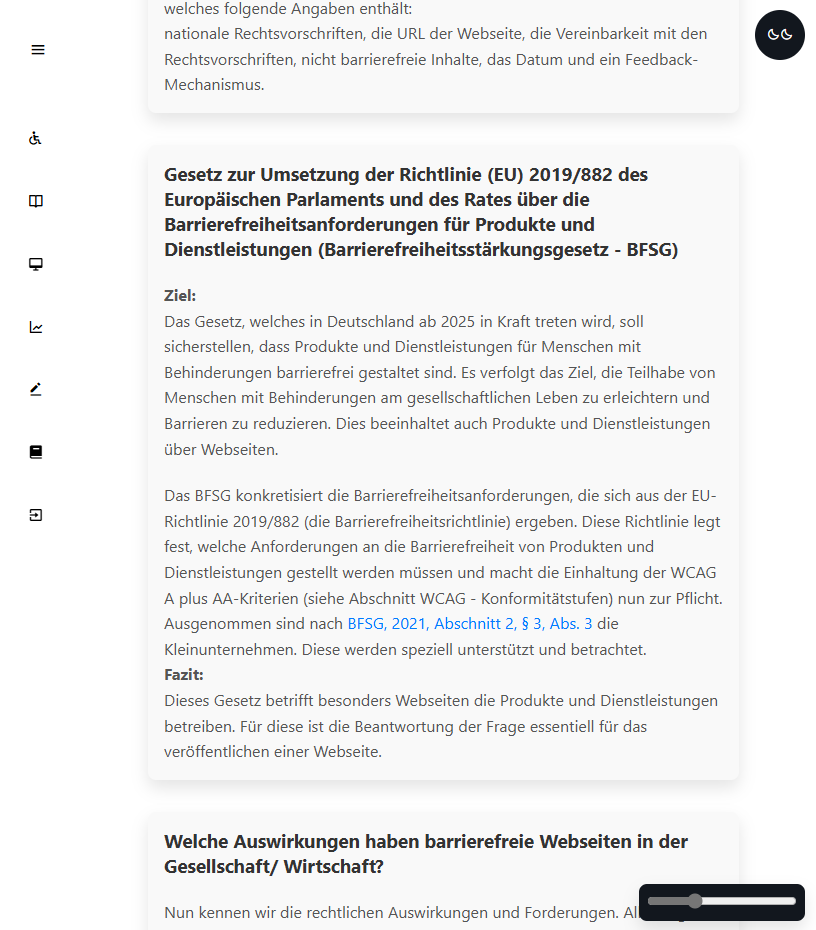 welches folgende Angaben enthält:
nationale Rechtsvorschriften, die URL der Webseite, die Vereinbarkeit mit den
Rechtsvorschriften, nicht barrierefreie Inhalte, das Datum und ein Feedback-
Mechanismus.
Gesetz zur Umsetzung der Richtlinie (EU) 2019/882 des
Europäischen Parlaments und des Rates über die
Barrierefreiheitsanforderungen für Produkte und
Dienstleistungen (Barrierefreiheitsstärkungsgesetz - BFSG)
Ziel:
Das Gesetz, welches in Deutschland ab 2025 in Kraft treten wird, soll
sicherstellen, dass Produkte und Dienstleistungen für Menschen mit
Behinderungen barrierefrei gestaltet sind. Es verfolgt das Ziel, die Teilhabe von
Menschen mit Behinderungen am gesellschaftlichen Leben zu erleichtern und
Barrieren zu reduzieren. Dies beeinhaltet auch Produkte und Dienstleistungen
über Webseiten.
Das BFSG konkretisiert die Barrierefreiheitsanforderungen, die sich aus der EU-
Richtlinie 2019/882 (die Barrierefreiheitsrichtlinie) ergeben. Diese Richtlinie legt
fest, welche Anforderungen an die Barrierefreiheit von Produkten und
Dienstleistungen gestellt werden müssen und macht die Einhaltung der WCAG
A plus AA-Kriterien (siehe Abschnitt WCAG - Konformitätstufen) nun zur Pflicht.
Ausgenommen sind nach BFSG, 2021, Abschnitt 2, § 3, Abs. 3 die
Kleinunternehmen. Diese werden speziell unterstützt und betrachtet.
Fazit:
Dieses Gesetz betrifft besonders Webseiten die Produkte und Dienstleistungen
betreiben. Für diese ist die Beantwortung der Frage essentiell für das
veröffentlichen einer Webseite.
Welche Auswirkungen haben barrierefreie Webseiten in der
Gesellschaft/ Wirtschaft?
Nun kennen wir die rechtlichen Auswirkungen und Forderungen.